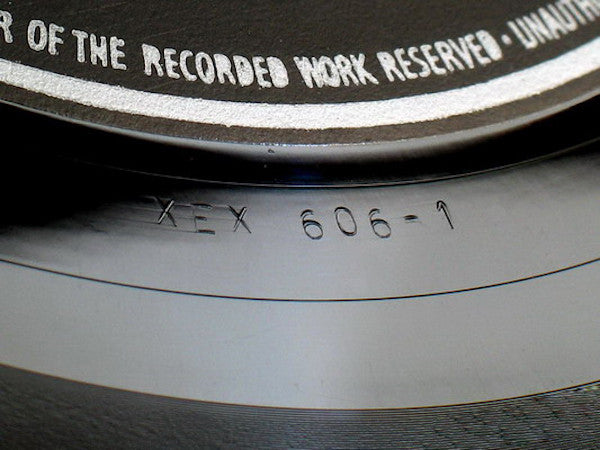 R OF THE RECORDED WORK RESERVED · UNAUTH
XEX 606-1